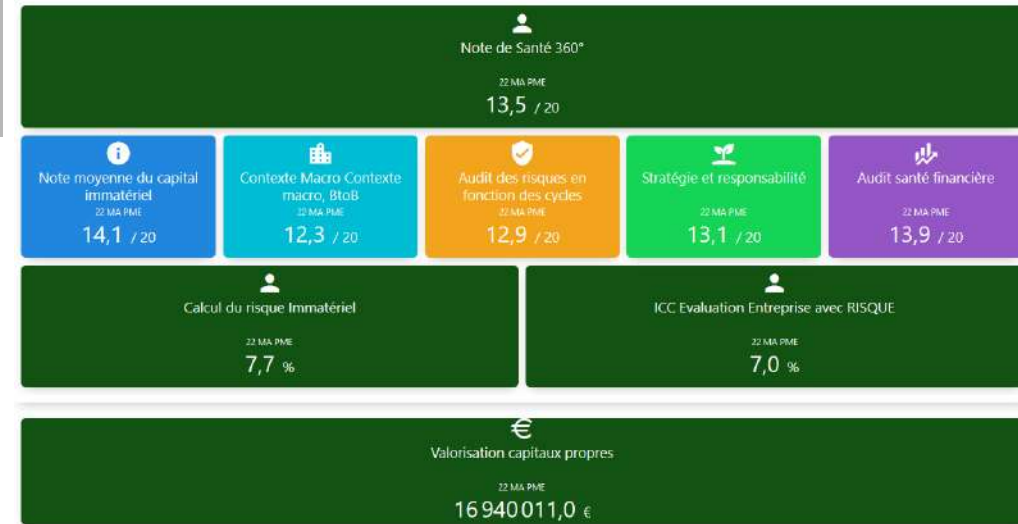 Note de Santé 360°
22 MA PME
13,5 / 20
Note moyenne du capital
immatériel
22 MA PME
14,1 / 20
Contexte Macro Contexte
macro, BtoB
22 MA PME
12,3 / 20
Audit des risques en
fonction des cycles
22 MA PME
12,9 / 20
Stratégie et responsabilité
22 MA PME
13,1 / 20
Audit santé financière
22 MA PME
13,9 / 20
Calcul du risque Immatériel
22 MA PME
7,7 %
ICC Evaluation Entreprise avec RISQUE
22 MA PME
7,0 %
€
Valorisation capitaux propres
22 MA PME
16 940 011,0 €